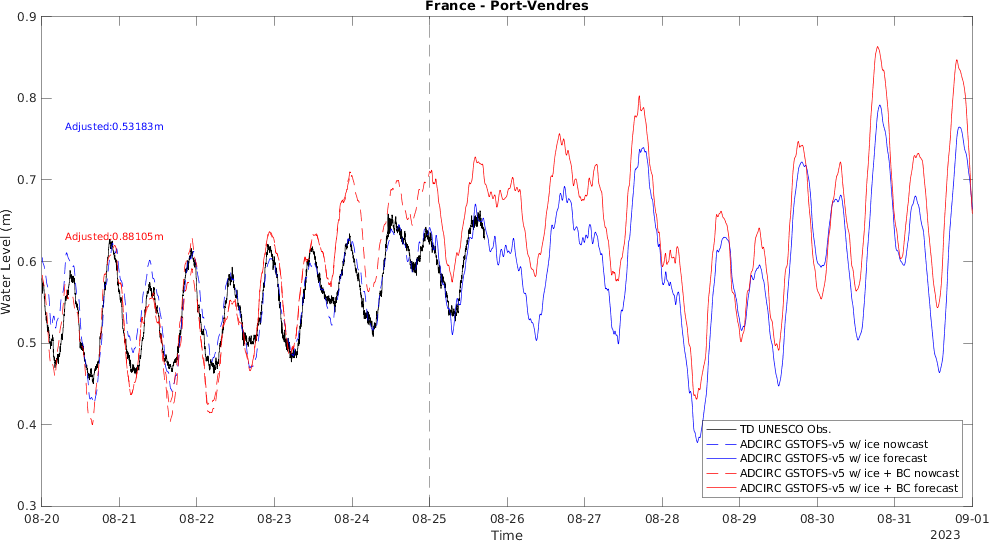 France - Port-Vendres
0.9
0.8
0.7
0.6
0.5
0.4
0.3
Water Level (m)
Adjusted:0.53183m
Adjusted:0.88105m
TD UNESCO Obs.
ADCIRC GSTOFS-v5 w/ ice nowcast
ADCIRC GSTOFS-v5 w/ ice forecast
ADCIRC GSTOFS-v5 w/ ice + BC nowcast
ADCIRC GSTOFS-v5 w/ ice + BC forecast
08-20 08-21 08-22 08-23 08-24 08-25 08-26 08-27 08-28 08-29 08-30 08-31 09-01
Time
2023